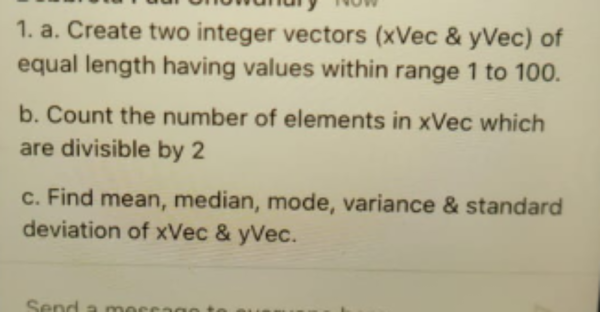 Now
1. a. Create two integer vectors (xVec & yVec) of
equal length having values within range 1 to 100.
b. Count the number of elements in xVec which
are divisible by 2
c. Find mean, median, mode, variance & standard
deviation of xVec & yVec.
Send a message to everyone